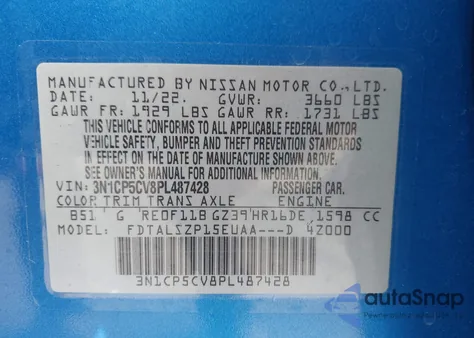 MANUFACTURED BY NISSAN MOTOR CO.,LTD.
DATE: 11/22. GVWR: 3660 LBS
GAWR FR: 1929 LBS GAWR RR: 1731 LBS
THIS VEHICLE CONFORMS TO ALL APPLICABLE FEDERAL MOTOR
VEHICLE SAFETY, BUMPER AND THEFT PREVENTION STANDARDS
IN EFFECT ON THE DATE OF MANUFACTURE SHOWN ABOVE.
SEE OWNER'S MANUAL FOR ADDITIONAL INFORMATION.
VIN: 3N1CP5CV8PL487428 PASSENGER CAR.
COLOR TRIM TRANS AXLE ENGINE
B51 G RE0F11B GZ39 HR16DE 1598 CC
MODEL: FDTALSZP15EUAA---D 4Z000
3N1CP5CV8PL487428
autoSnap